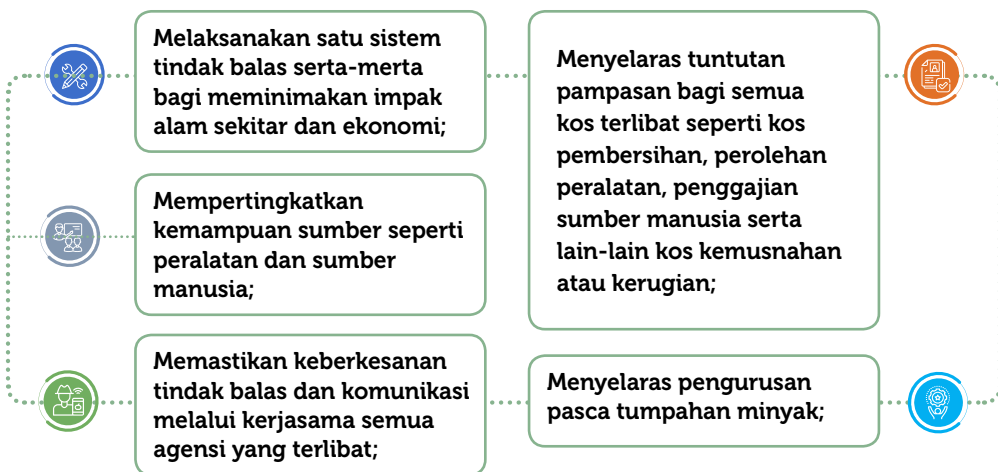 Melaksanakan satu sistem
tindak balas serta-merta
bagi meminimakan impak
alam sekitar dan ekonomi;
Mempertingkatkan
kemampuan sumber seperti
peralatan dan sumber
manusia;
Memastikan keberkesanan
tindak balas dan komunikasi
melalui kerjasama semua
agensi yang terlibat;
Menyelaras tuntutan
pampasan bagi semua
kos terlibat seperti kos
pembersihan, perolehan
peralatan, penggajian
sumber manusia serta
lain-lain kos kemusnahan
atau kerugian;
Menyelaras pengurusan
pasca tumpahan minyak;